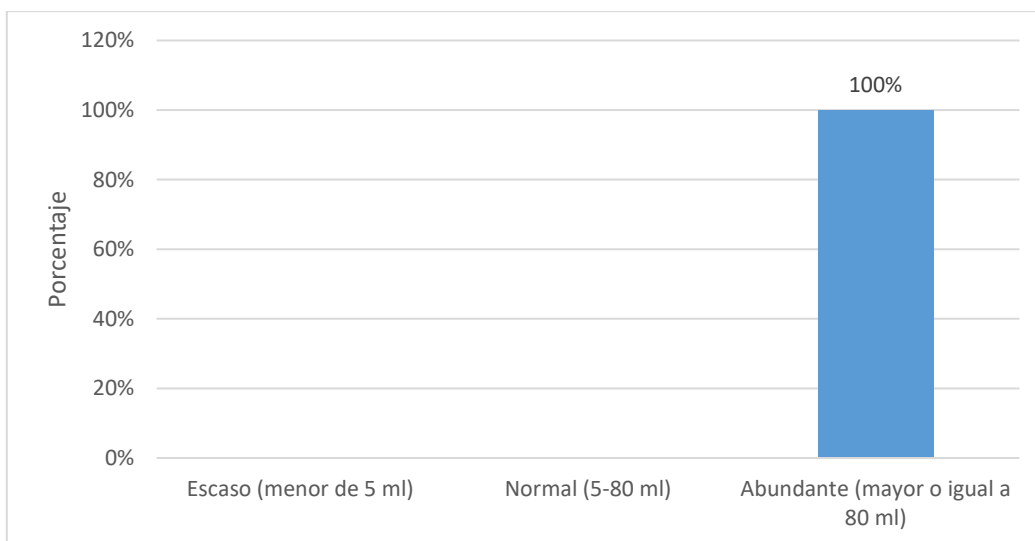 120%
100%
100%
80%
60%
40%
20%
0%
Porcentaje
Escaso (menor de 5 ml)
Normal (5-80 ml)
Abundante (mayor o igual a
80 ml)